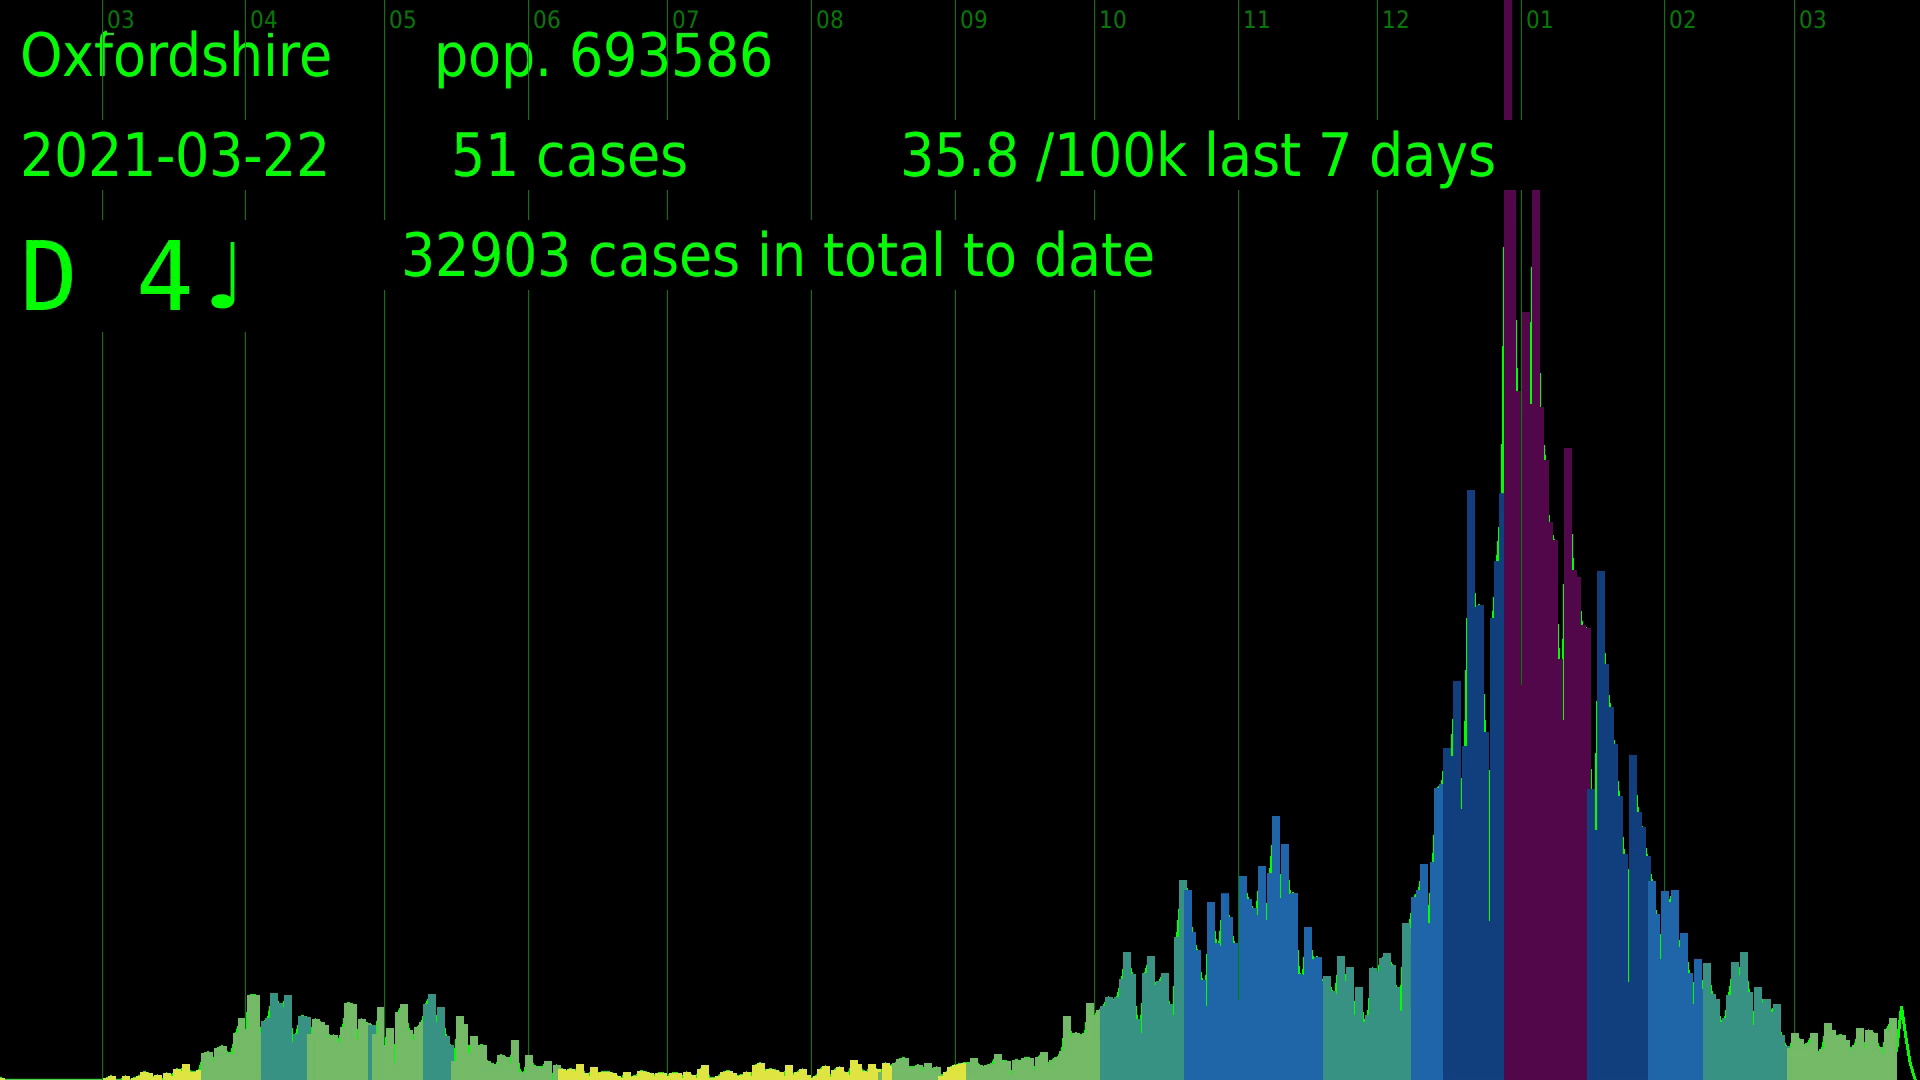 03 04 05 06 07 08 09 10 11 12 01 02 03
Oxfordshire pop. 693586
2021-03-22 51 cases 35.8 /100k last 7 days
D 4♩ 32903 cases in total to date